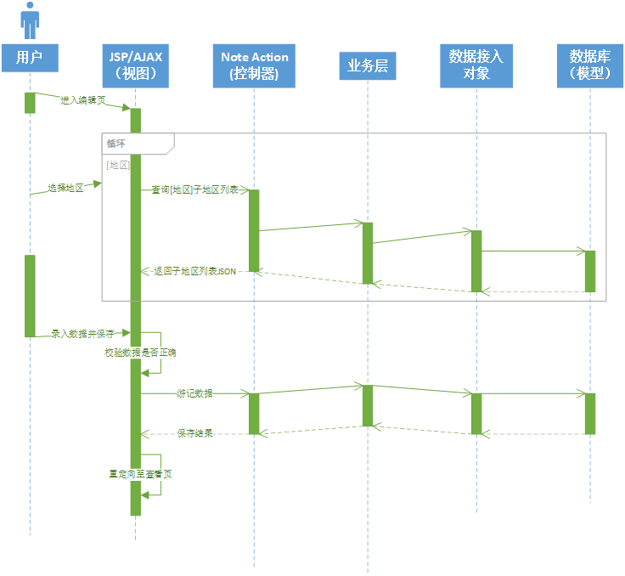 用户
JSP/AJAX
（视图）
Note Action
(控制器)
业务层
数据接入
对象
数据库
（模型）
进入编辑页
循环
[地区]
选择地区
查询[地区]子地区列表
返回子地区列表JSON
录入数据并保存
校验数据是否正确
游记数据
保存结果
重定向至查看页